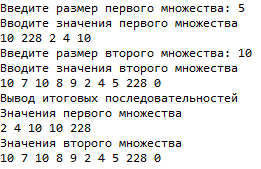 Введите размер первого множества: 5
Вводите значения первого множества
10 228 2 4 10
Введите размер второго множества: 10
Вводите значения второго множества
10 7 10 8 9 2 4 5 228 0
Вывод итоговых последовательностей
Значения первого множества
2 4 10 10 228
Значения второго множества
10 7 10 8 9 2 4 5 228 0